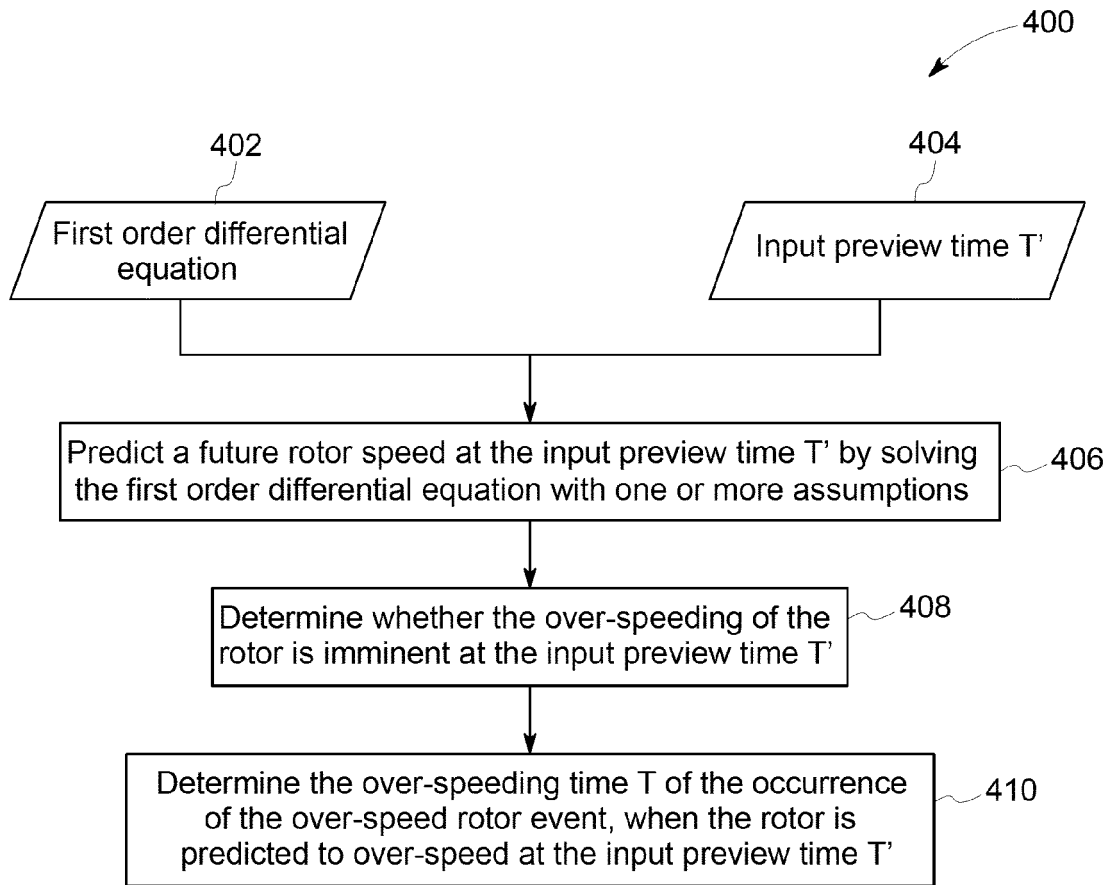 400
402
404
First order differential
equation
Input preview time T’
Predict a future rotor speed at the input preview time T’ by solving
the first order differential equation with one or more assumptions
406
Determine whether the over-speeding of the
rotor is imminent at the input preview time T’
408
Determine the over-speeding time T of the occurrence
of the over-speed rotor event, when the rotor is
predicted to over-speed at the input preview time T’
410